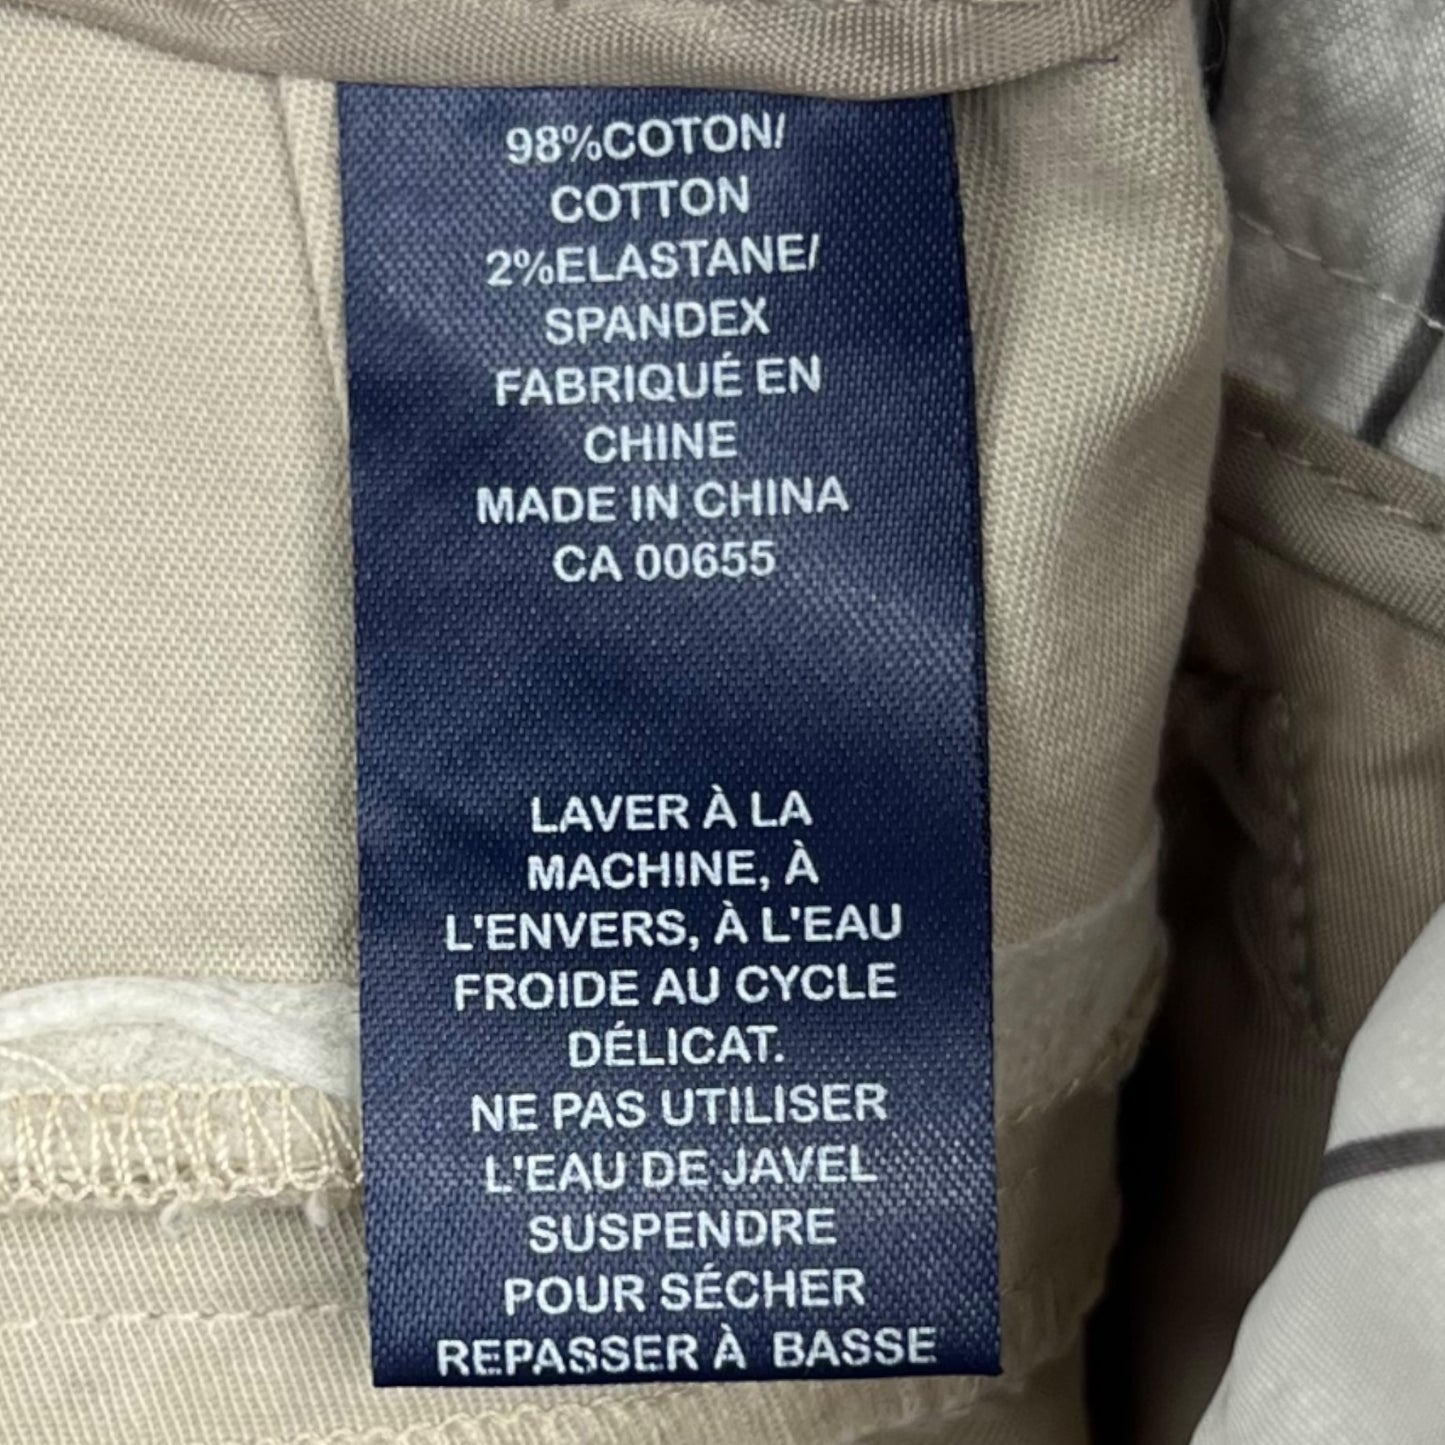 98%COTON/
COTTON
2%ELASTANE/
SPANDEX
FABRIQUÉ EN
CHINE
MADE IN CHINA
CA 00655
LAVER À LA
MACHINE, À
L'ENVERS, À L'EAU
FROIDE AU CYCLE
DÉLICAT.
NE PAS UTILISER
L'EAU DE JAVEL
SUSPENDRE
POUR SÉCHER
REPASSER À BASSE